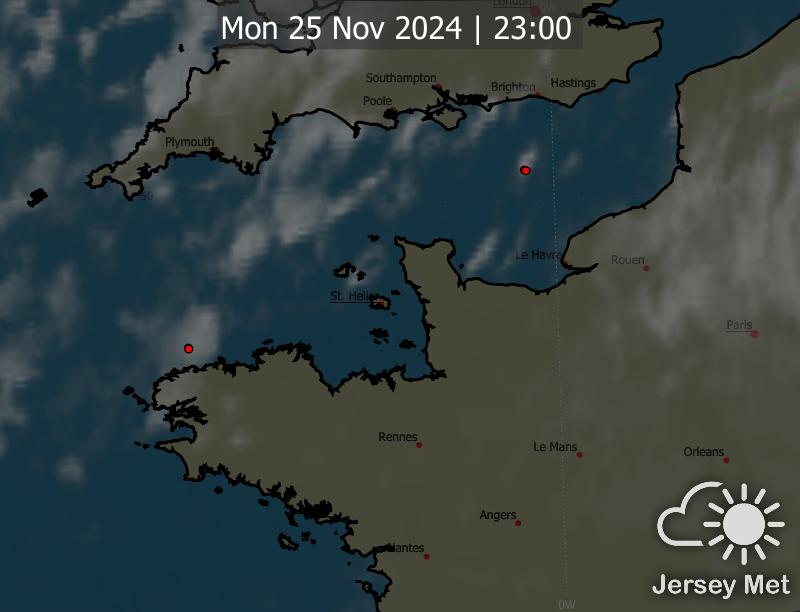 London
0W
Mon 25 Nov 2024 | 23:00
Southampton
Brighton
Hastings
Poole
Plymouth
Le Havre
Rouen
St. Helier
Paris
Rennes
Le Mans
Orleans
Angers
Nantes
Jersey Met
0W